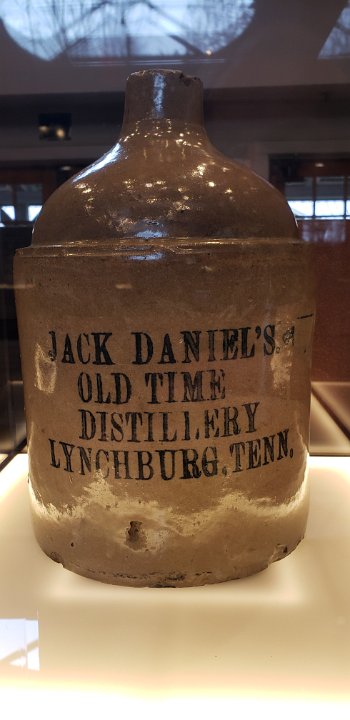 JACK DANIEL'S.
OLD TIME
DISTILLERY
LYNCHBURG, TENN.